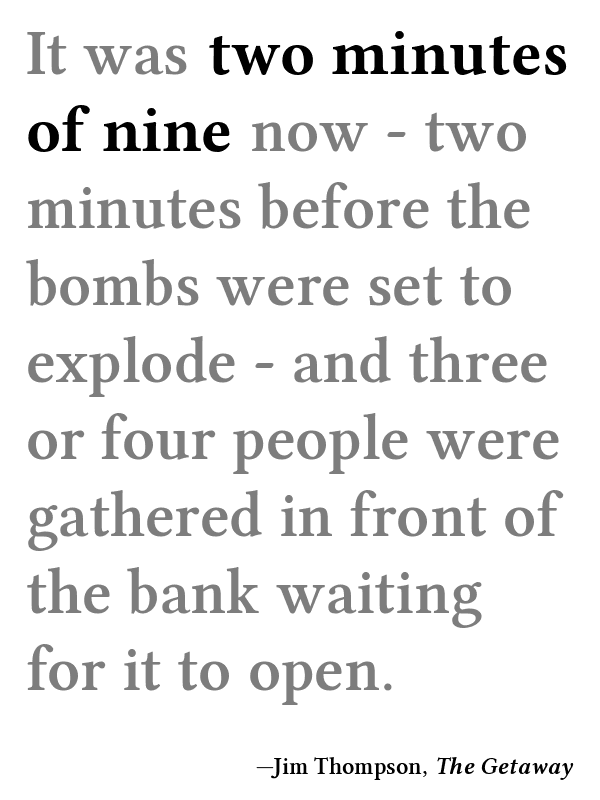 It was two minutes
of nine now - two
minutes before the
bombs were set to
explode - and three
or four people were
gathered in front of
the bank waiting
for it to open.
—Jim Thompson, The Getaway